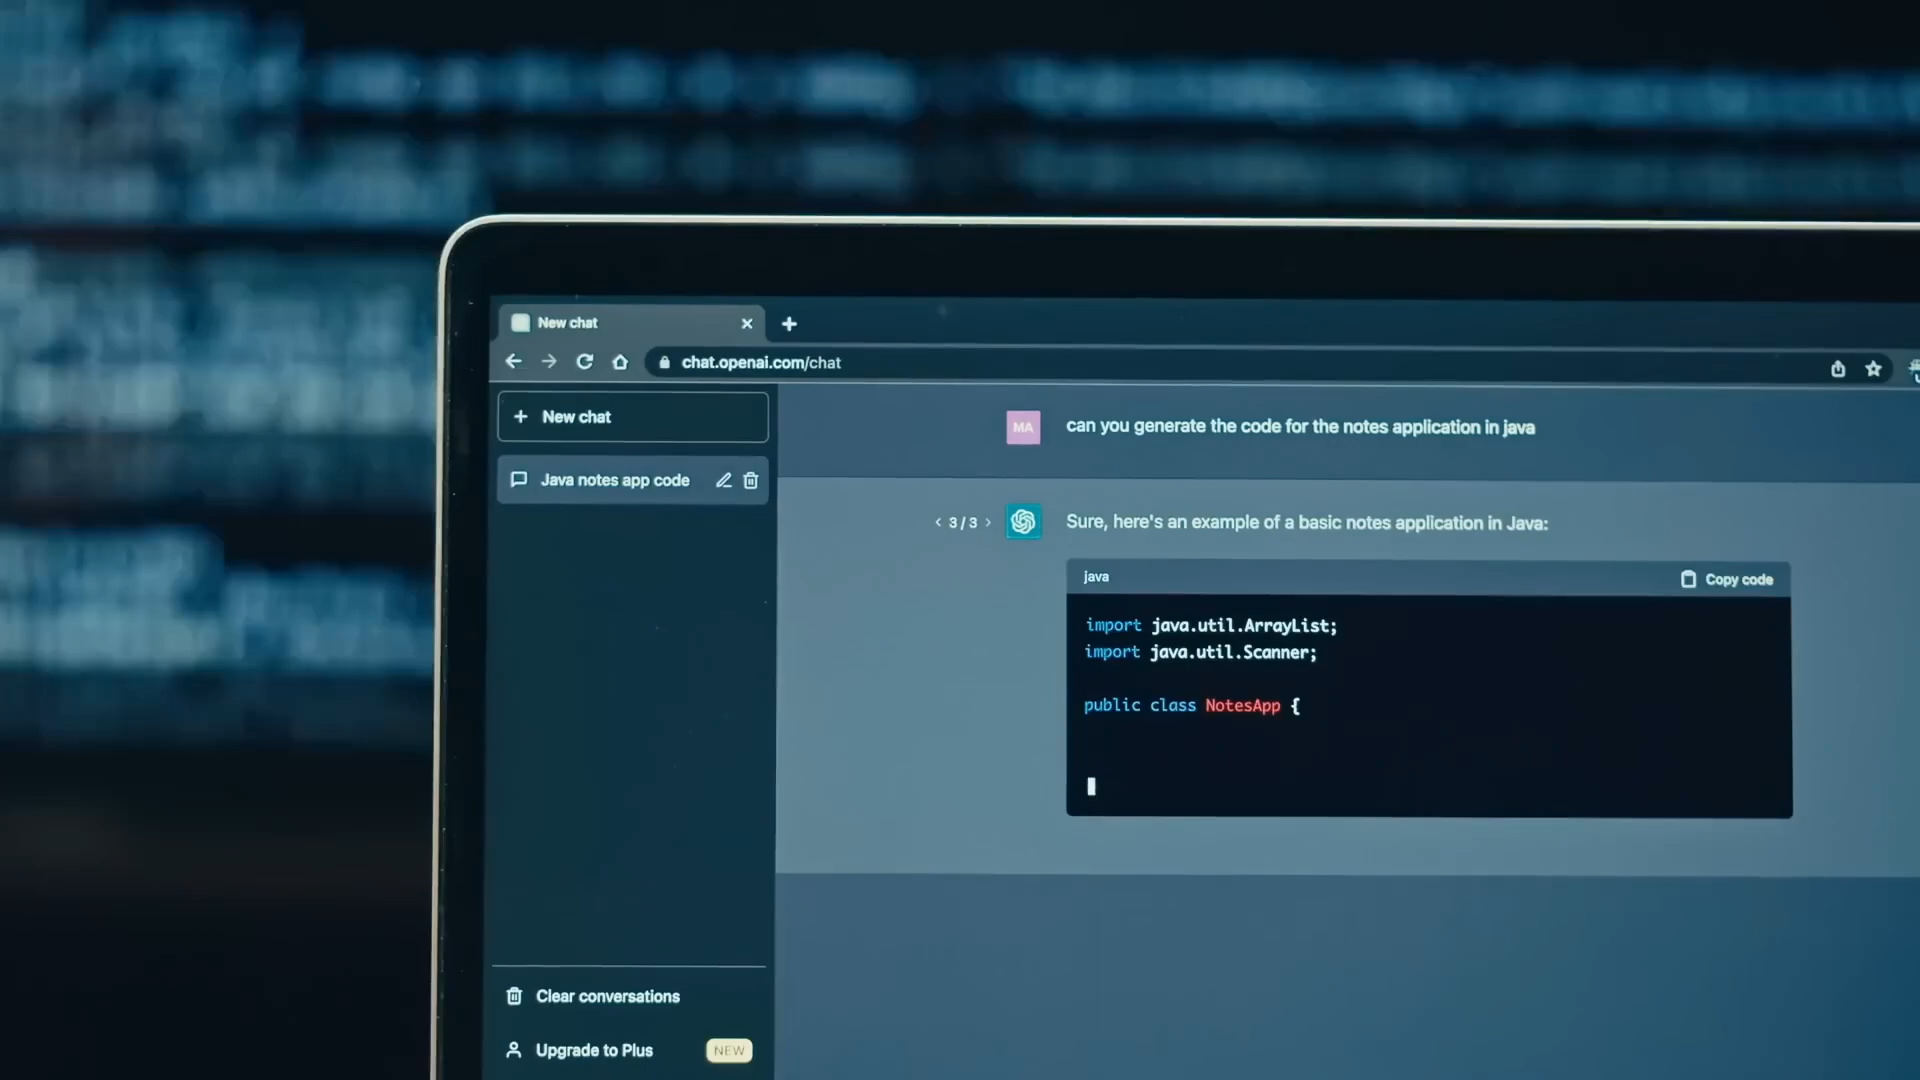 New chat
chat.openai.com/chat
New chat
Java notes app code
Clear conversations
Upgrade to Plus NEW
MA can you generate the code for the notes application in java
< 3 / 3 > Sure, here's an example of a basic notes application in Java:
java Copy code
import java.util.ArrayList;
import java.util.Scanner;
public class NotesApp {